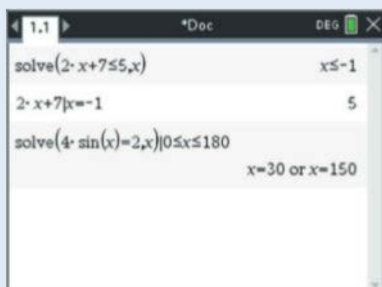 1.1 *Doc DEG
solve(2·x+7≤5,x) x≤-1
2·x+7|x=-1 5
solve(4·sin(x)=2,x)|0≤x≤180
x=30 or x=150